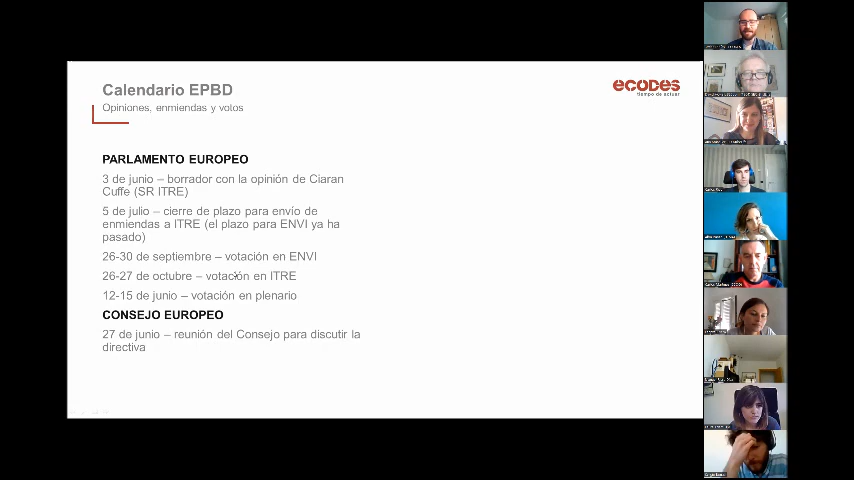 Calendario EPBD
Opiniones, enmiendas y votos
ecodes
tiempo de actuar
PARLAMENTO EUROPEO
3 de junio – borrador con la opinión de Ciaran
Cuffe (SR ITRE)
5 de julio – cierre de plazo para envío de
enmiendas a ITRE (el plazo para ENVI ya ha
pasado)
26-30 de septiembre – votación en ENVI
26-27 de octubre – votación en ITRE
12-15 de junio – votación en plenario
CONSEJO EUROPEO
27 de junio – reunión del Consejo para discutir la
directiva